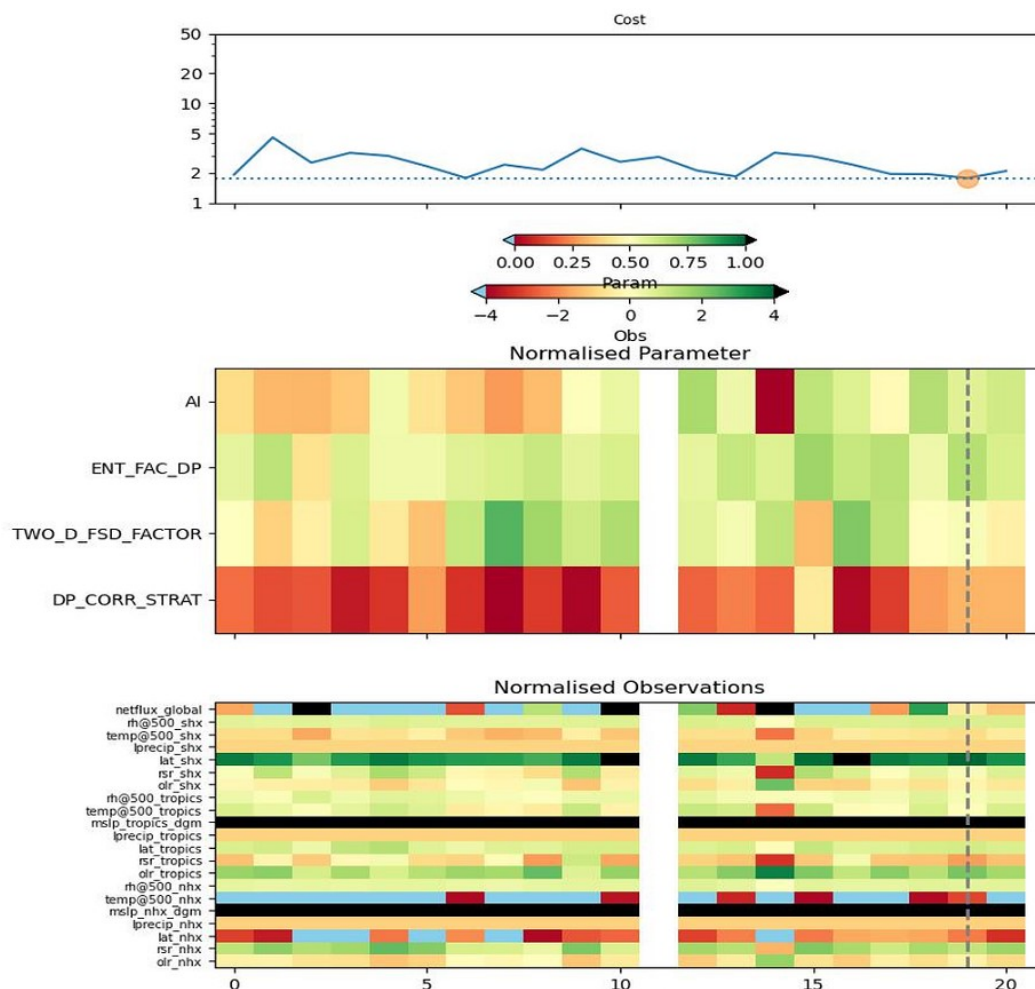 Cost
50
20
10
5
2
1
0.00 0.25 0.50 0.75 1.00
Param
−4 −2 0 2 4
Obs
Normalised Parameter
AI
ENT_FAC_DP
TWO_D_FSD_FACTOR
DP_CORR_STRAT
Normalised Observations
netflux_global
rh@500_shx
temp@500_shx
lprecip_shx
lat_shx
rsr_shx
olr_shx
rh@500_tropics
temp@500_tropics
mslp_tropics_dgm
lprecip_tropics
lat_tropics
rsr_tropics
olr_tropics
rh@500_nhx
temp@500_nhx
mslp_nhx_dgm
lprecip_nhx
lat_nhx
rsr_nhx
olr_nhx
0 5 10 15 20